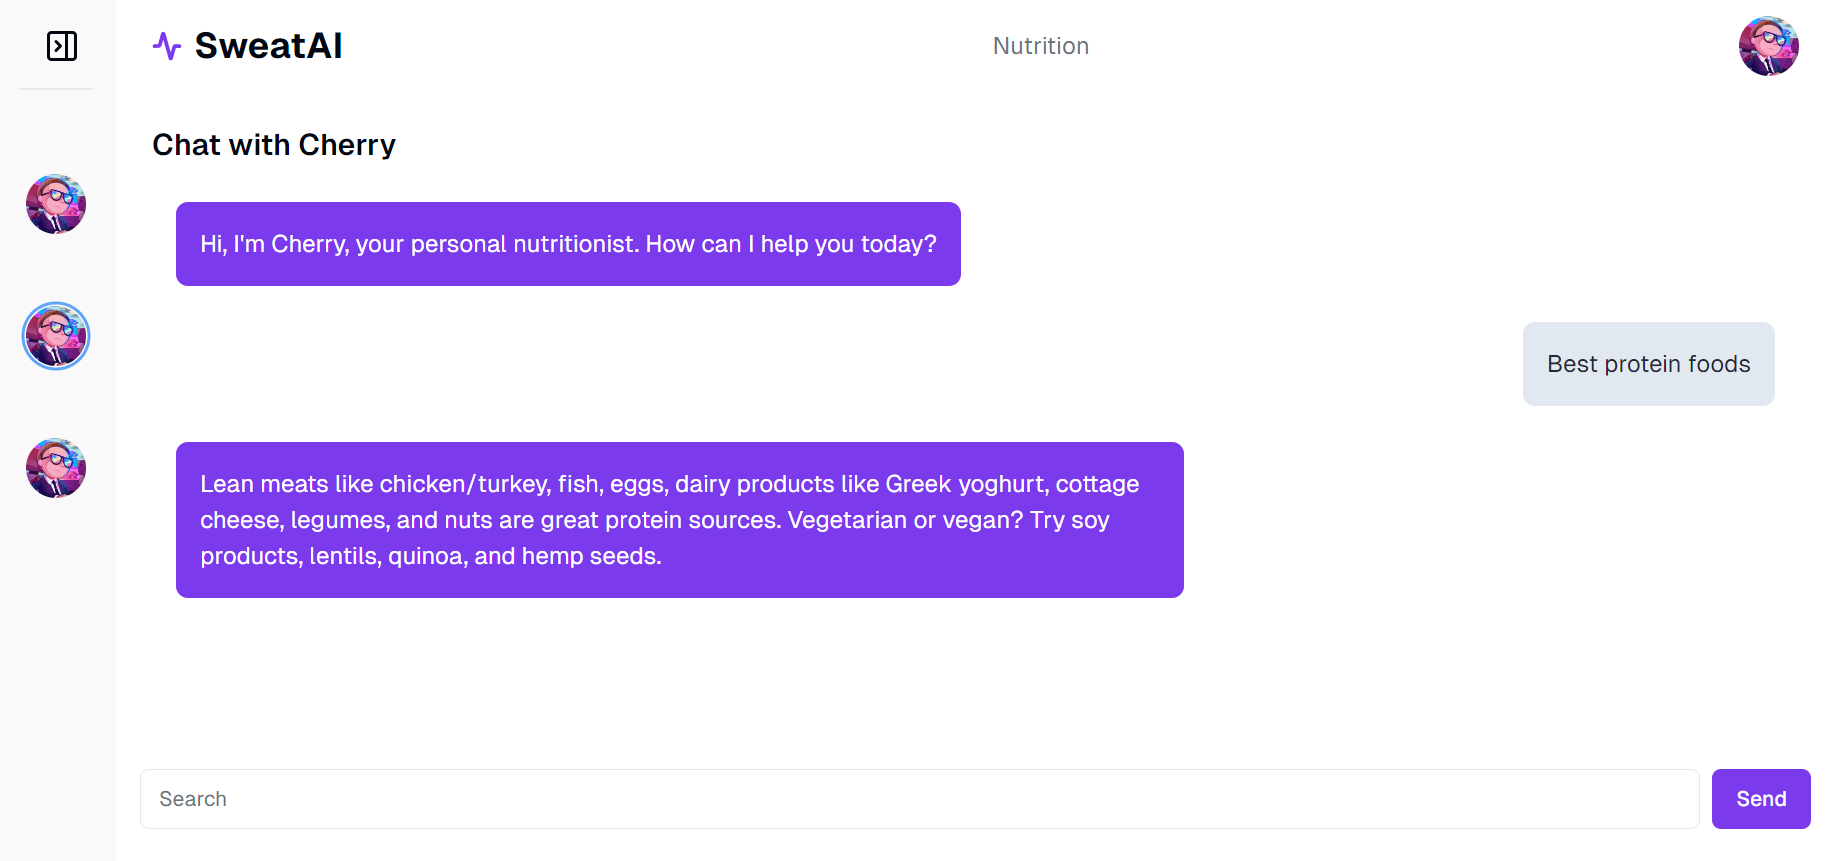 SweatAI
Nutrition
Chat with Cherry
Hi, I'm Cherry, your personal nutritionist. How can I help you today?
Best protein foods
Lean meats like chicken/turkey, fish, eggs, dairy products like Greek yoghurt, cottage
cheese, legumes, and nuts are great protein sources. Vegetarian or vegan? Try soy
products, lentils, quinoa, and hemp seeds.
Search
Send